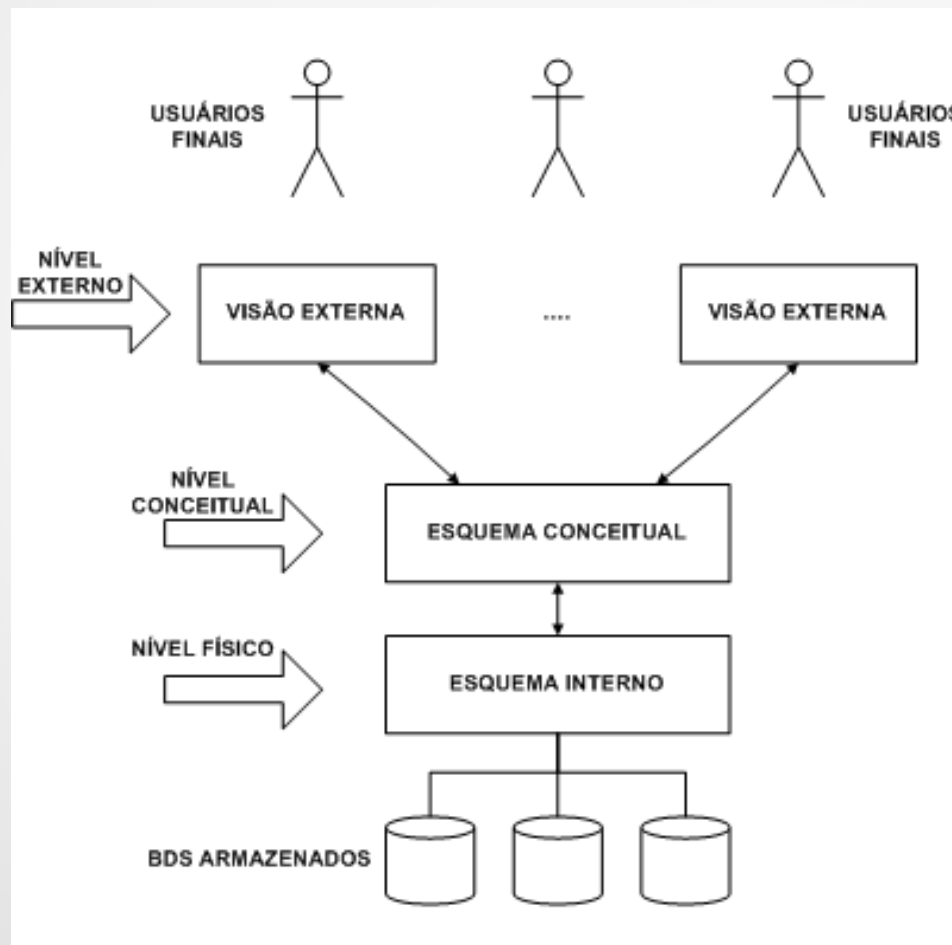 USUÁRIOS
FINAIS
USUÁRIOS
FINAIS
NÍVEL
EXTERNO
VISÃO EXTERNA
....
VISÃO EXTERNA
NÍVEL
CONCEITUAL
ESQUEMA CONCEITUAL
NÍVEL FÍSICO
ESQUEMA INTERNO
BDS ARMAZENADOS